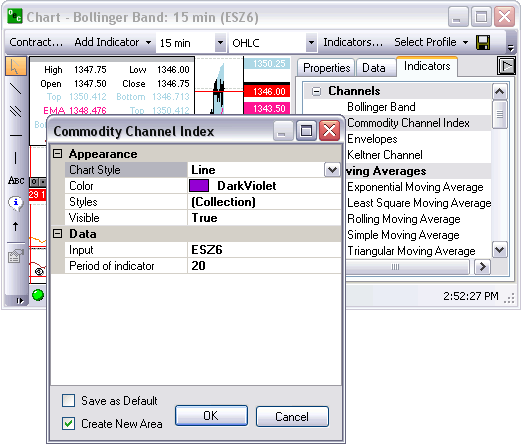 Chart - Bollinger Band: 15 min (ESZ6)
Contract... Add Indicator 15 min OHLC Indicators... Select Profile
High 1347.75 Low 1346.00
Open 1347.50 Close 1346.75
Top 1350.412 Bottom 1346.713
EMA 1348.476 Top 1350.412
1350.25
1346.00
1343.50
Properties Data Indicators
Channels
Bollinger Band
Commodity Channel Index
Envelopes
Keltner Channel
ving Averages
Exponential Moving Average
Least Square Moving Average
Rolling Moving Average
Simple Moving Average
Triangular Moving Average
ABC
2:52:27 PM
Commodity Channel Index
Appearance
Chart Style Line
Color DarkViolet
Styles (Collection)
Visible True
Data
Input ESZ6
Period of indicator 20
Save as Default
Create New Area
OK Cancel